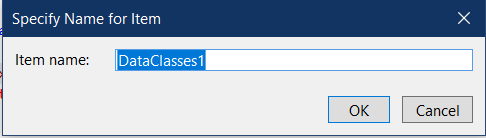 Specify Name for Item
Item name: DataClasses1
OK Cancel